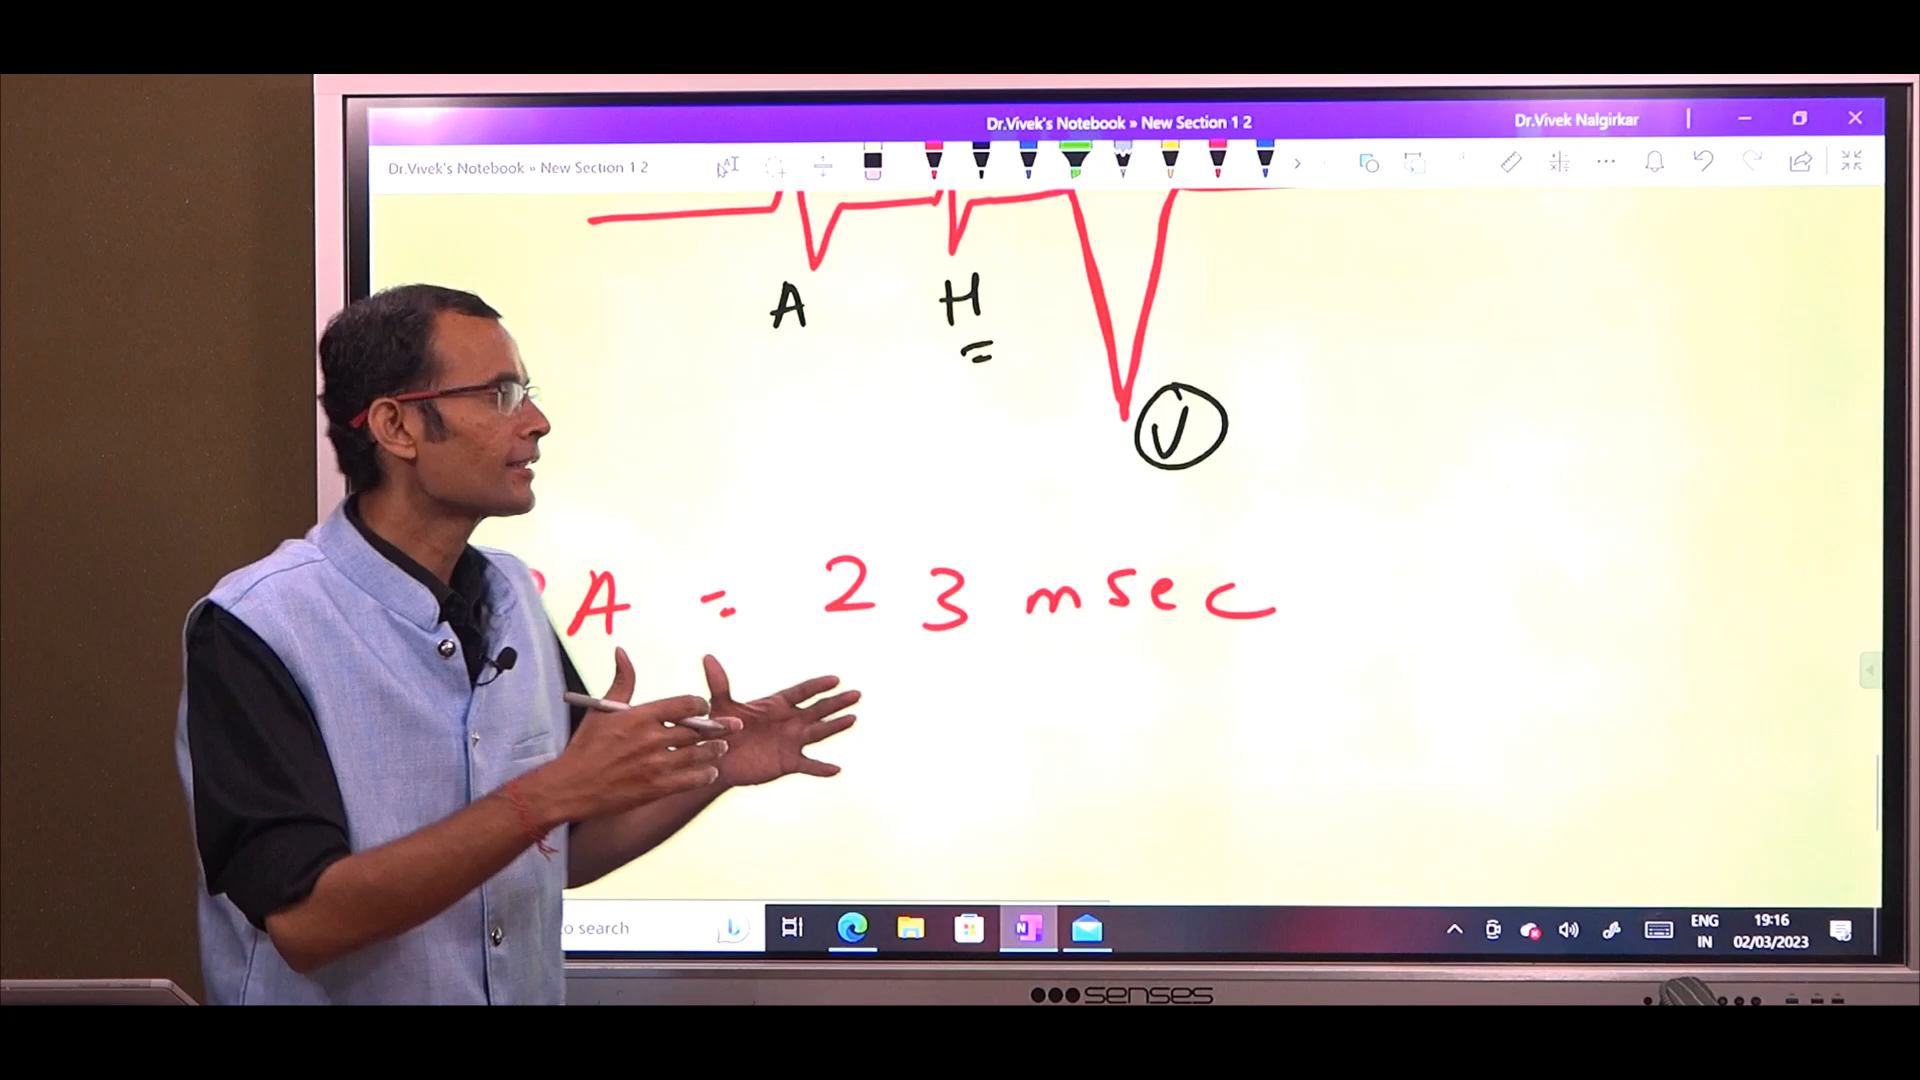 Dr.Vivek's Notebook » New Section 1 2
Dr.Vivek Nalgirkar
Dr.Vivek's Notebook » New Section 1 2
A
H
V
A = 23 msec
o search
ENG
IN
19:16
02/03/2023
senses